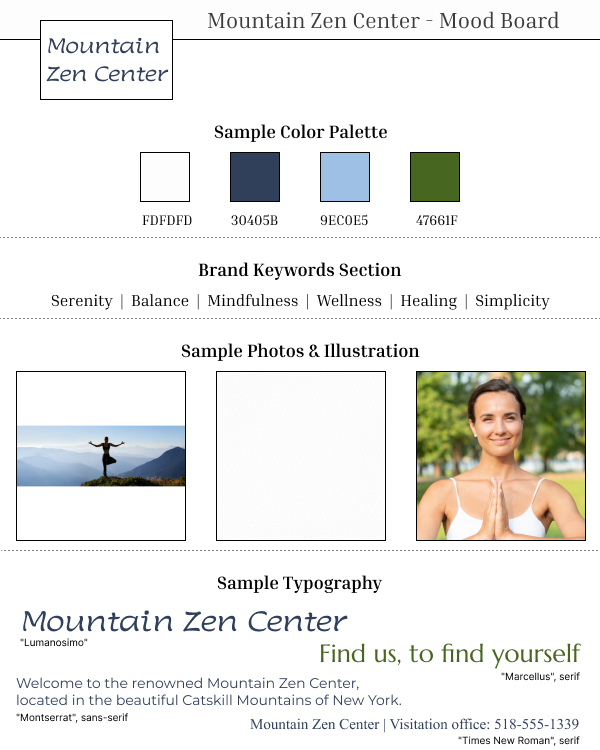 Mountain Zen Center - Mood Board
Mountain
Zen Center
Sample Color Palette
FDFDFD 30405B 9EC0E5 47661F
Brand Keywords Section
Serenity | Balance | Mindfulness | Wellness | Healing | Simplicity
Sample Photos & Illustration
Sample Typography
Mountain Zen Center
"Lumanosimo"
Find us, to find yourself
"Marcellus", serif
Welcome to the renowned Mountain Zen Center,
located in the beautiful Catskill Mountains of New York.
"Montserrat", sans-serif
Mountain Zen Center | Visitation office: 518-555-1339
"Times New Roman", serif